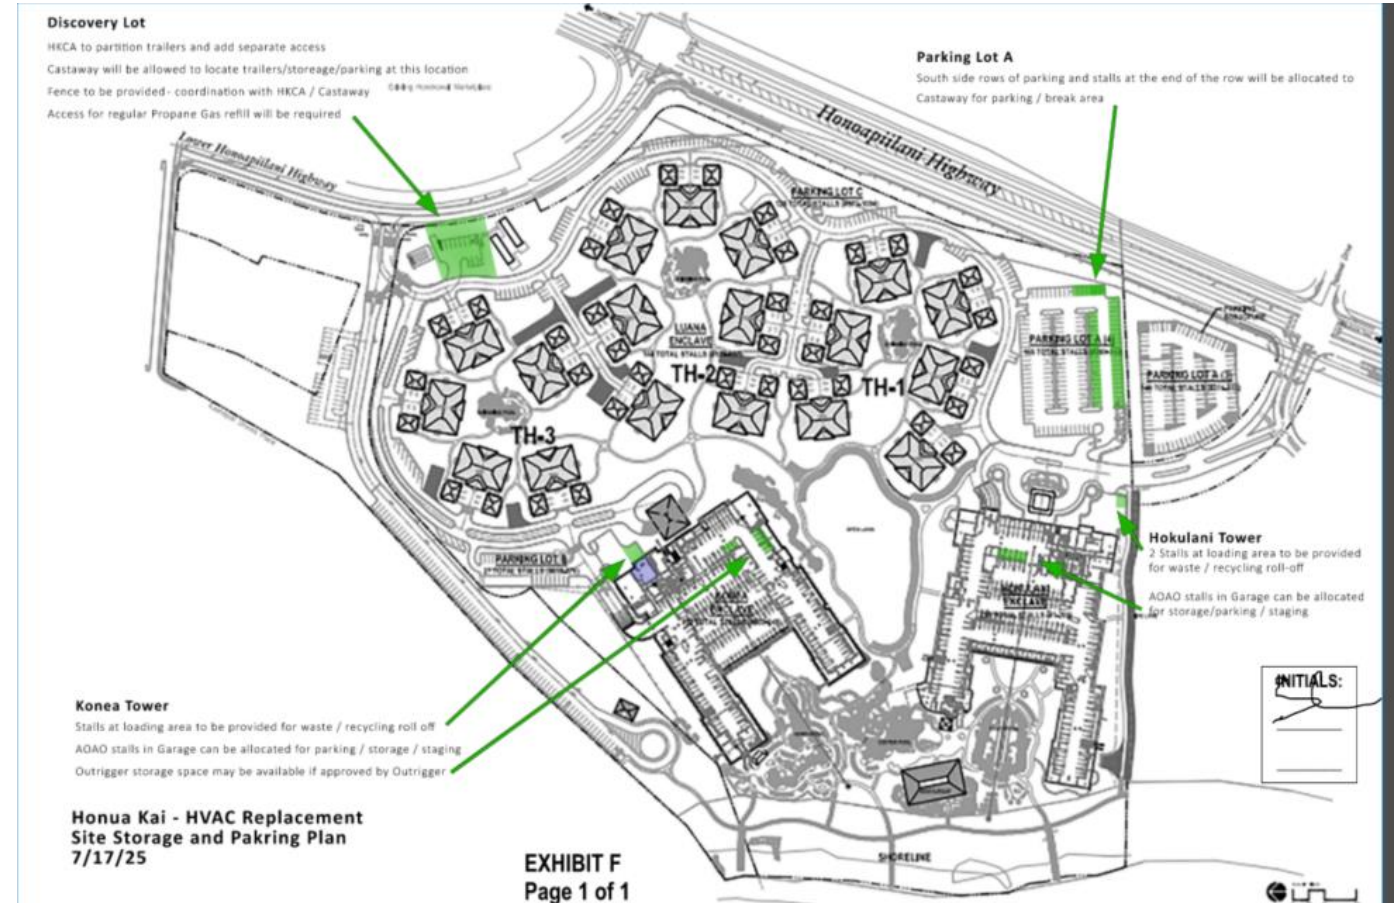 Discovery Lot
HKCA to partition trailers and add separate access
Castaway will be allowed to locate trailers/storeage/parking at this location
Fence to be provided - coordination with HKCA / Castaway
Access for regular Propane Gas refill will be required
Parking Lot A
South side rows of parking and stalls at the end of the row will be allocated to
Castaway for parking / break area
Honoapiilani Highway
Lower Honoapiilani Highway
PARKING LOT C
LUANA
ENCLAVE
TH-2
TH-1
TH-3
PARKING LOT A (4)
PARKING
STRUCTURE
PARKING LOT A
PARKING LOT B
KONEA
ENCLAVE
ENCLAVE
Hokulani Tower
2 Stalls at loading area to be provided
for waste / recycling roll-off
AOAO stalls in Garage can be allocated
for storage/parking / staging
Konea Tower
Stalls at loading area to be provided for waste / recycling roll off
AOAO stalls in Garage can be allocated for parking / storage / staging
Outrigger storage space may be available if approved by Outrigger
INITIALS:
Honua Kai - HVAC Replacement
Site Storage and Pakring Plan
7/17/25
SHORELINE
EXHIBIT F
Page 1 of 1